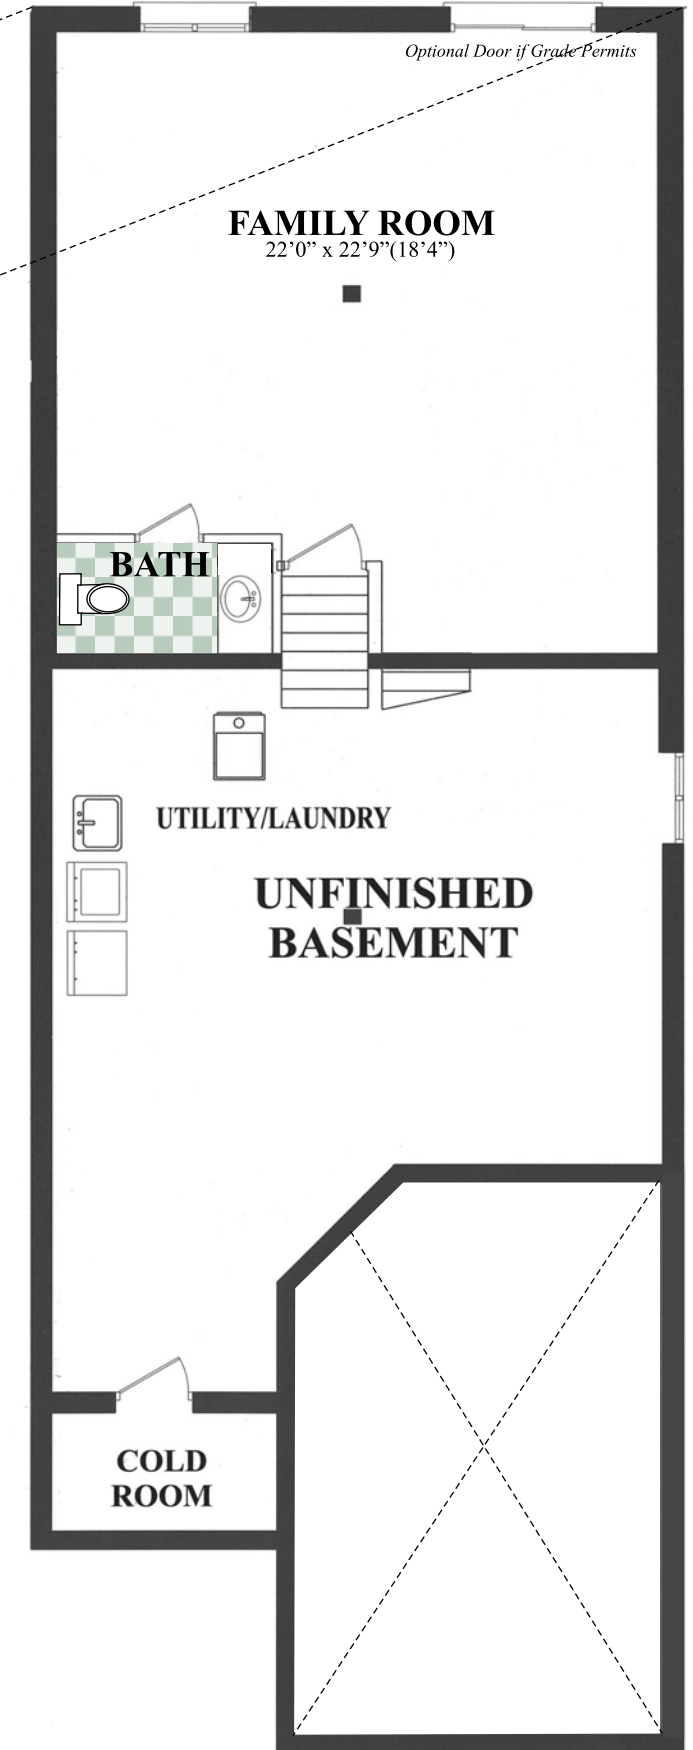 Optional Door if Grade Permits
FAMILY ROOM
22’0” x 22’9”(18’4”)
BATH
UTILITY/LAUNDRY
UNFINISHED
BASEMENT
COLD
ROOM